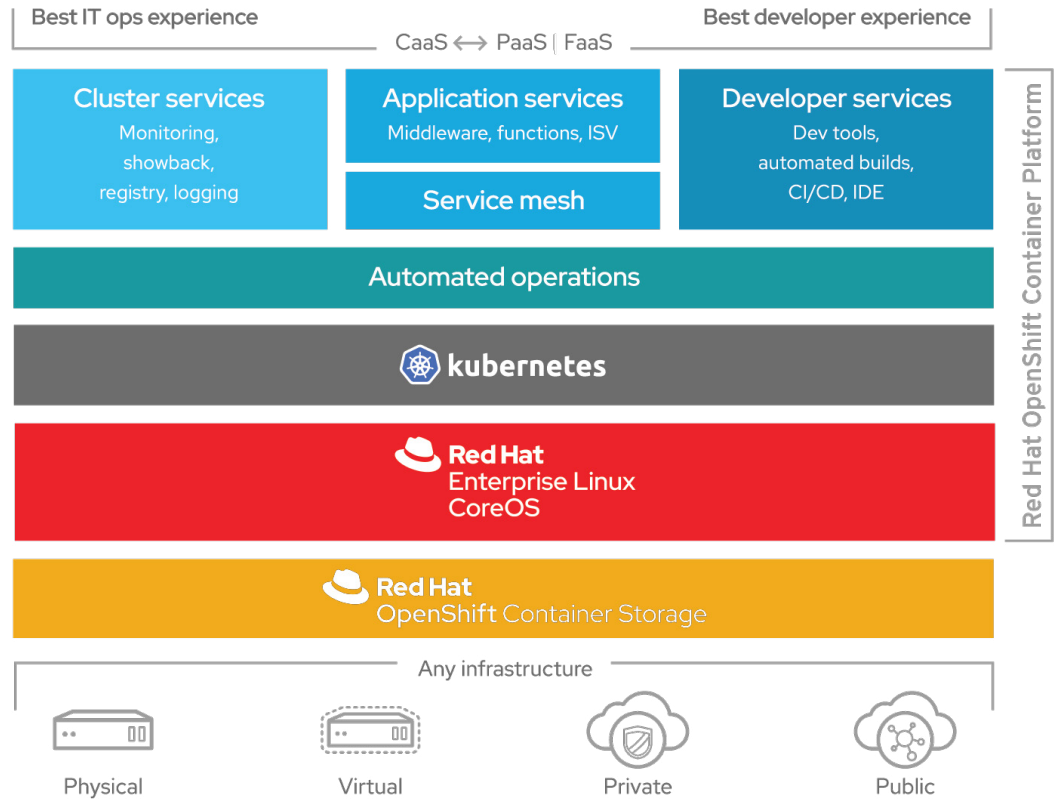 Best IT ops experience
Best developer experience
CaaS ↔ PaaS | FaaS
Cluster services
Monitoring,
showback,
registry, logging
Application services
Middleware, functions, ISV
Service mesh
Developer services
Dev tools,
automated builds,
CI/CD, IDE
Red Hat OpenShift Container Platform
Automated operations
kubernetes
Red Hat
Enterprise Linux
CoreOS
Red Hat
OpenShift Container Storage
Any infrastructure
Physical
Virtual
Private
Public